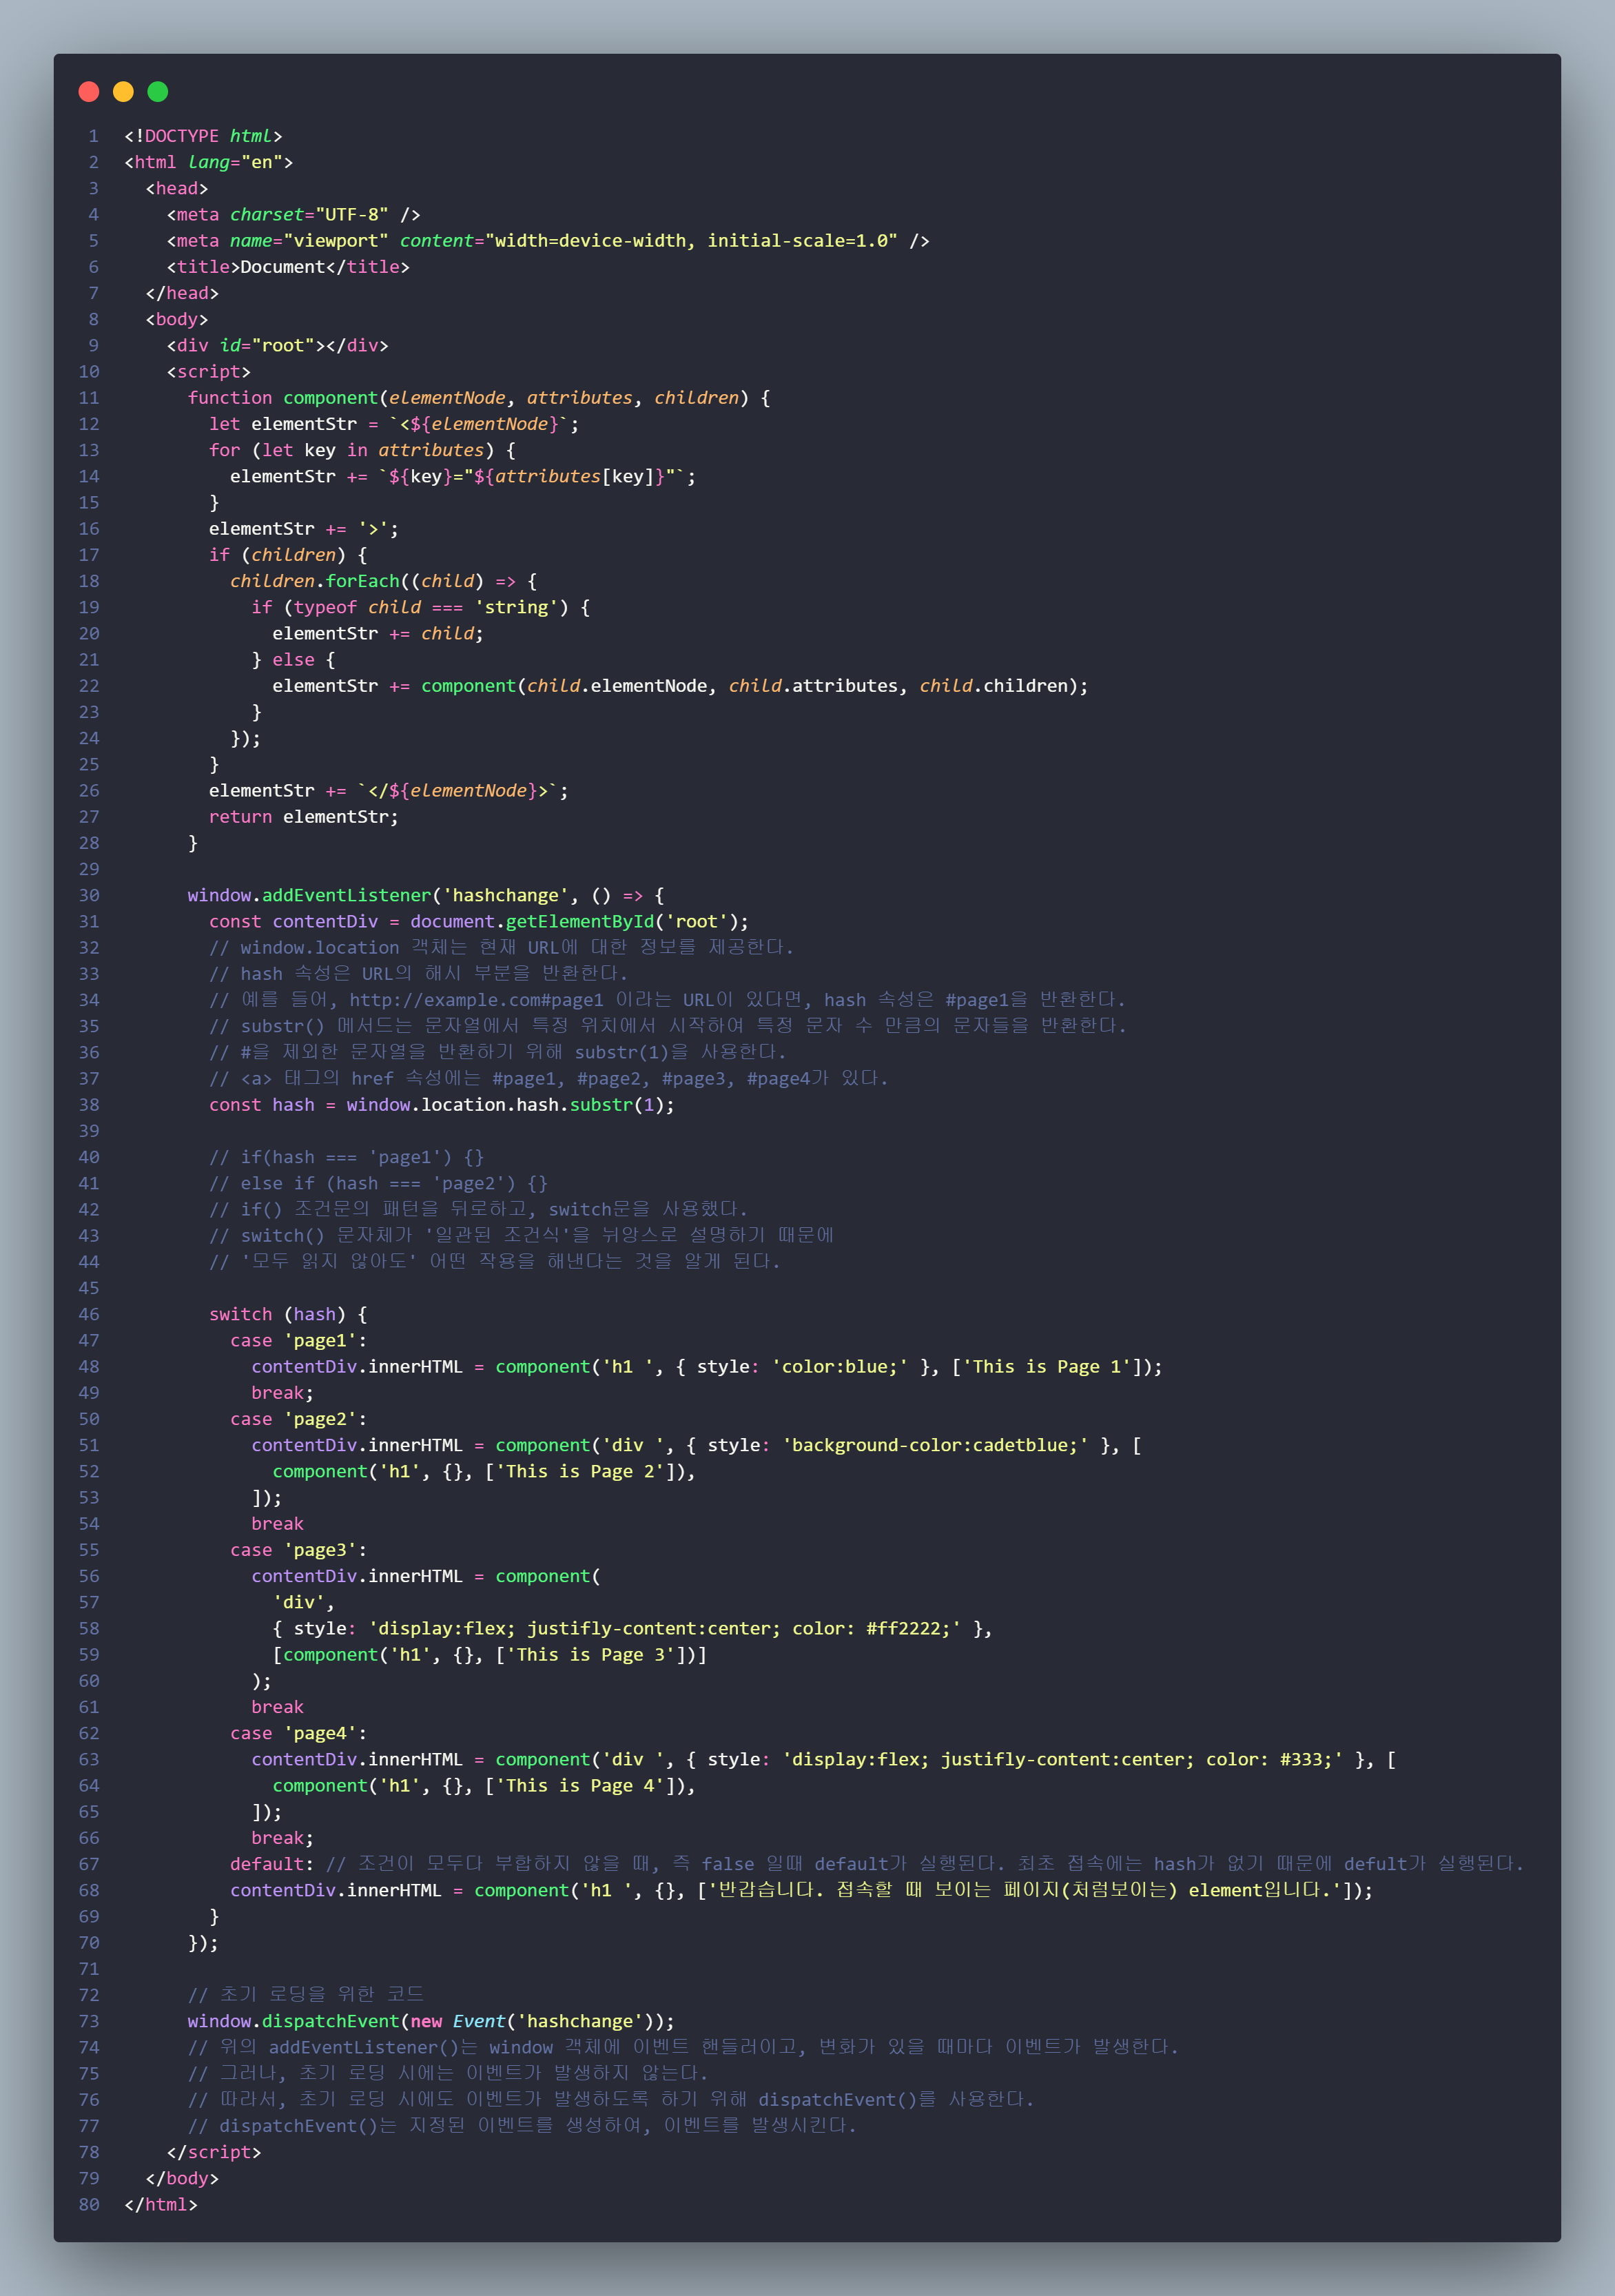 1 <!DOCTYPE html>
2 <html lang="en">
3   <head>
4     <meta charset="UTF-8" />
5     <meta name="viewport" content="width=device-width, initial-scale=1.0" />
6     <title>Document</title>
7   </head>
8   <body>
9     <div id="root"></div>
10     <script>
11       function component(elementNode, attributes, children) {
12         let elementStr = `<${elementNode}`;
13         for (let key in attributes) {
14           elementStr += `${key}="${attributes[key]}"`;
15         }
16         elementStr += '>';
17         if (children) {
18           children.forEach((child) => {
19             if (typeof child === 'string') {
20               elementStr += child;
21             } else {
22               elementStr += component(child.elementNode, child.attributes, child.children);
23             }
24           });
25         }
26         elementStr += `</${elementNode}>`;
27         return elementStr;
28       }
29
30       window.addEventListener('hashchange', () => {
31         const contentDiv = document.getElementById('root');
32         // window.location 객체는 현재 URL에 대한 정보를 제공한다.
33         // hash 속성은 URL의 해시 부분을 반환한다.
34         // 예를 들어, http://example.com#page1 이라는 URL이 있다면, hash 속성은 #page1을 반환한다.
35         // substr() 메서드는 문자열에서 특정 위치에서 시작하여 특정 문자 수 만큼의 문자들을 반환한다.
36         // #을 제외한 문자열을 반환하기 위해 substr(1)을 사용한다.
37         // <a> 태그의 href 속성에는 #page1, #page2, #page3, #page4가 있다.
38         const hash = window.location.hash.substr(1);
39
40         // if(hash === 'page1') {}
41         // else if (hash === 'page2') {}
42         // if() 조건문의 패턴을 뒤로하고, switch문을 사용했다.
43         // switch() 문자체가 '일관된 조건식'을 뉘앙스로 설명하기 때문에
44         // '모두 읽지 않아도' 어떤 작용을 해낸다는 것을 알게 된다.
45
46         switch (hash) {
47           case 'page1':
48             contentDiv.innerHTML = component('h1 ', { style: 'color:blue;' }, ['This is Page 1']);
49             break;
50           case 'page2':
51             contentDiv.innerHTML = component('div ', { style: 'background-color:cadetblue;' }, [
52               component('h1', {}, ['This is Page 2']),
53             ]);
54             break
55           case 'page3':
56             contentDiv.innerHTML = component(
57               'div',
58               { style: 'display:flex; justifly-content:center; color: #ff2222;' },
59               [component('h1', {}, ['This is Page 3'])]
60             );
61             break
62           case 'page4':
63             contentDiv.innerHTML = component('div ', { style: 'display:flex; justifly-content:center; color: #333;' }, [
64               component('h1', {}, ['This is Page 4']),
65             ]);
66             break;
67           default: // 조건이 모두다 부합하지 않을 때, 즉 false 일때 default가 실행된다. 최초 접속에는 hash가 없기 때문에 defult가 실행된다.
68           contentDiv.innerHTML = component('h1 ', {}, ['반갑습니다. 접속할 때 보이는 페이지(처럼보이는) element입니다.']);
69         }
70       });
71
72       // 초기 로딩을 위한 코드
73       window.dispatchEvent(new Event('hashchange'));
74       // 위의 addEventListener()는 window 객체에 이벤트 핸들러이고, 변화가 있을 때마다 이벤트가 발생한다.
75       // 그러나, 초기 로딩 시에는 이벤트가 발생하지 않는다.
76       // 따라서, 초기 로딩 시에도 이벤트가 발생하도록 하기 위해 dispatchEvent()를 사용한다.
77       // dispatchEvent()는 지정된 이벤트를 생성하여, 이벤트를 발생시킨다.
78     </script>
79   </body>
80 </html>